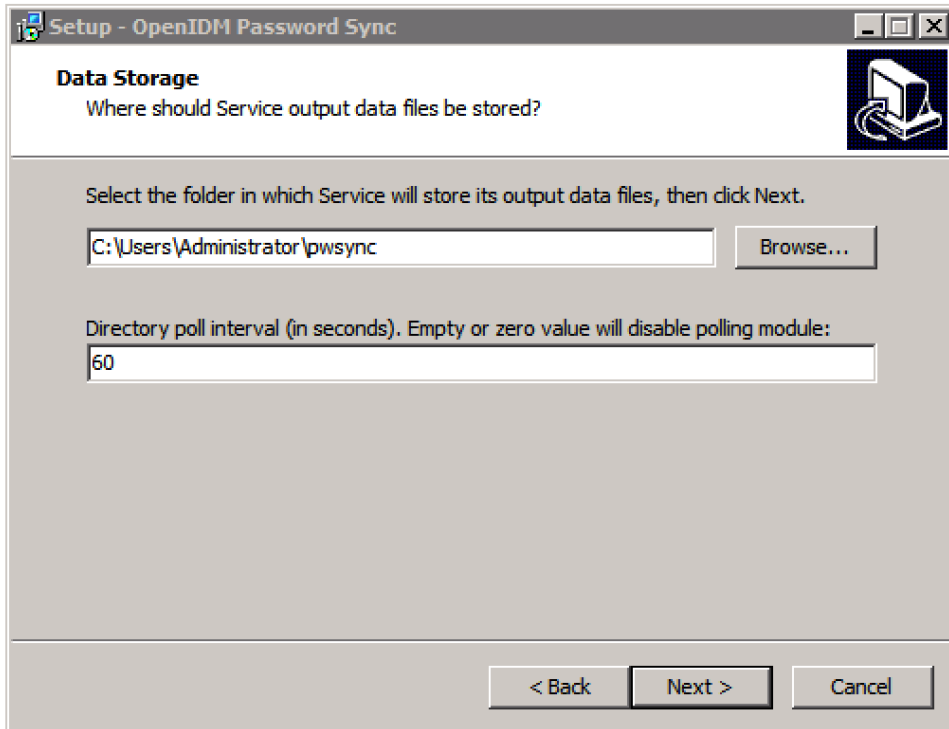 Setup - OpenIDM Password Sync
Data Storage
Where should Service output data files be stored?
Select the folder in which Service will store its output data files, then click Next.
C:\Users\Administrator\pwsync
Browse...
Directory poll interval (in seconds). Empty or zero value will disable polling module:
60
< Back
Next >
Cancel